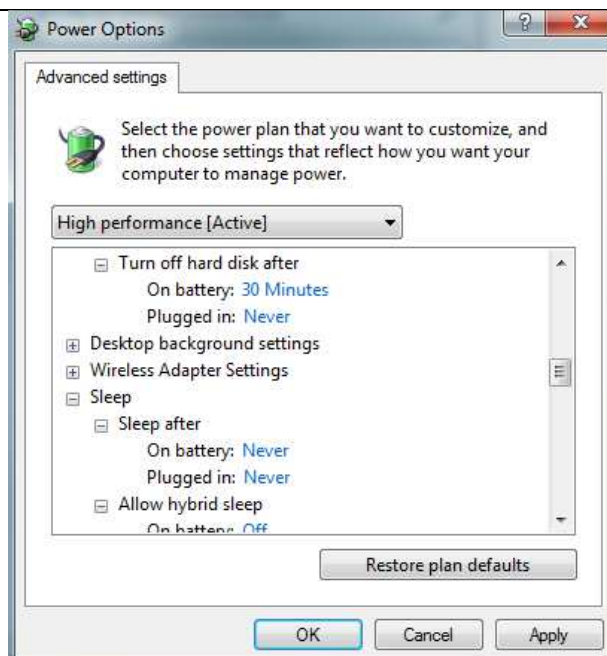 Power Options
Advanced settings
Select the power plan that you want to customize, and
then choose settings that reflect how you want your
computer to manage power.
High performance [Active]
Turn off hard disk after
On battery: 30 Minutes
Plugged in: Never
Desktop background settings
Wireless Adapter Settings
Sleep
Sleep after
On battery: Never
Plugged in: Never
Allow hybrid sleep
On battery: Off
Restore plan defaults
OK Cancel Apply